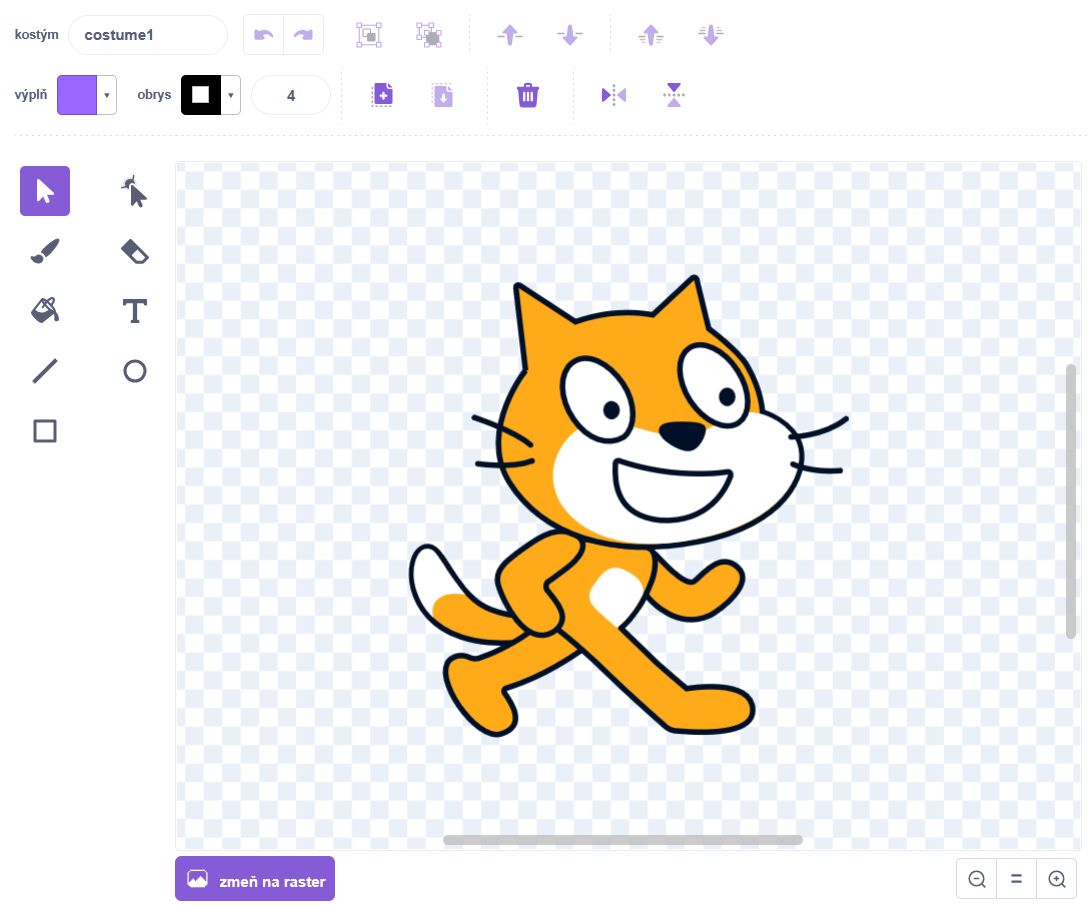 kostým costume1
výplň obrys 4
T
zmeň na raster